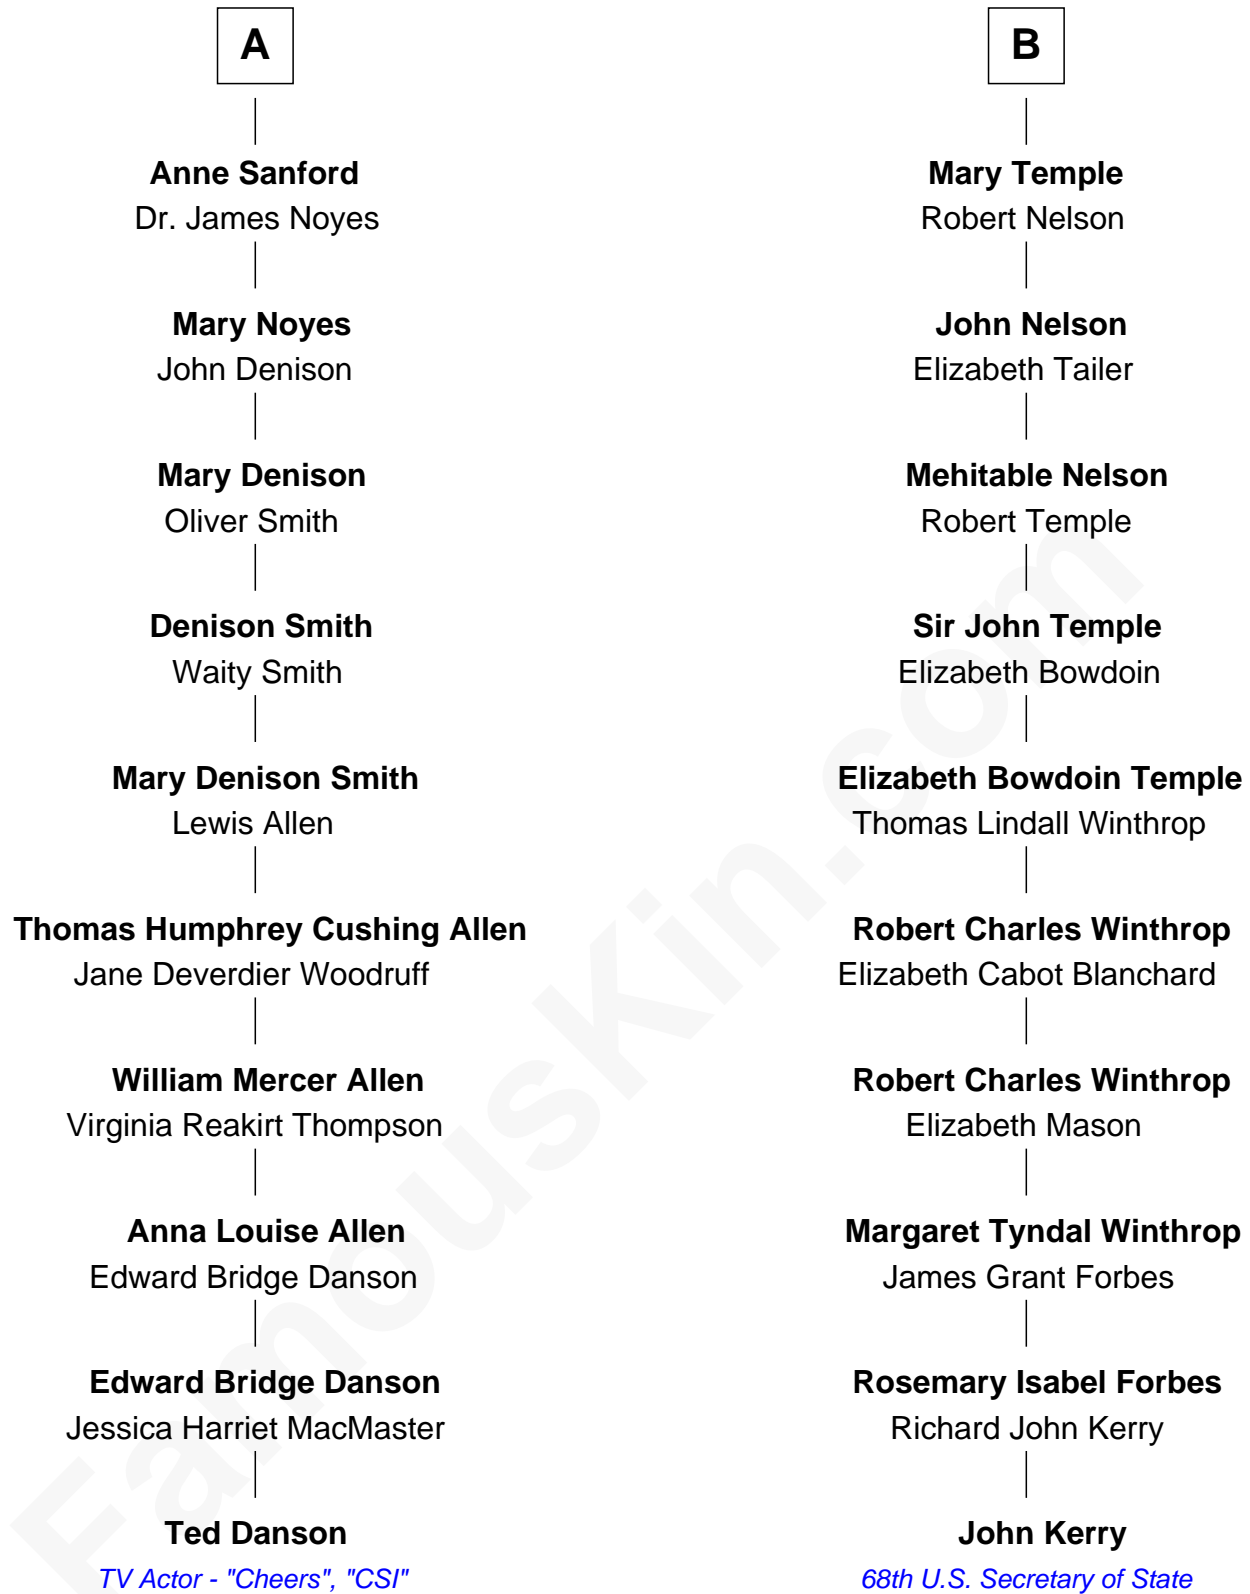 A
Anne Sanford
Dr. James Noyes
Mary Noyes
John Denison
Mary Denison
Oliver Smith
Denison Smith
Waity Smith
Mary Denison Smith
Lewis Allen
Thomas Humphrey Cushing Allen
Jane Deverdier Woodruff
William Mercer Allen
Virginia Reakirt Thompson
Anna Louise Allen
Edward Bridge Danson
Edward Bridge Danson
Jessica Harriet MacMaster
Ted Danson
TV Actor - "Cheers", "CSI"
B
Mary Temple
Robert Nelson
John Nelson
Elizabeth Tailer
Mehitable Nelson
Robert Temple
Sir John Temple
Elizabeth Bowdoin
Elizabeth Bowdoin Temple
Thomas Lindall Winthrop
Robert Charles Winthrop
Elizabeth Cabot Blanchard
Robert Charles Winthrop
Elizabeth Mason
Margaret Tyndal Winthrop
James Grant Forbes
Rosemary Isabel Forbes
Richard John Kerry
John Kerry
68th U.S. Secretary of State
FamousKin.com